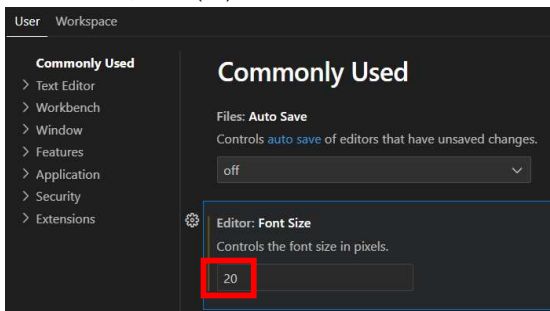 User Workspace
Commonly Used
Text Editor
Workbench
Window
Features
Application
Security
Extensions
Commonly Used
Files: Auto Save
Controls auto save of editors that have unsaved changes.
off
Editor: Font Size
Controls the font size in pixels.
20